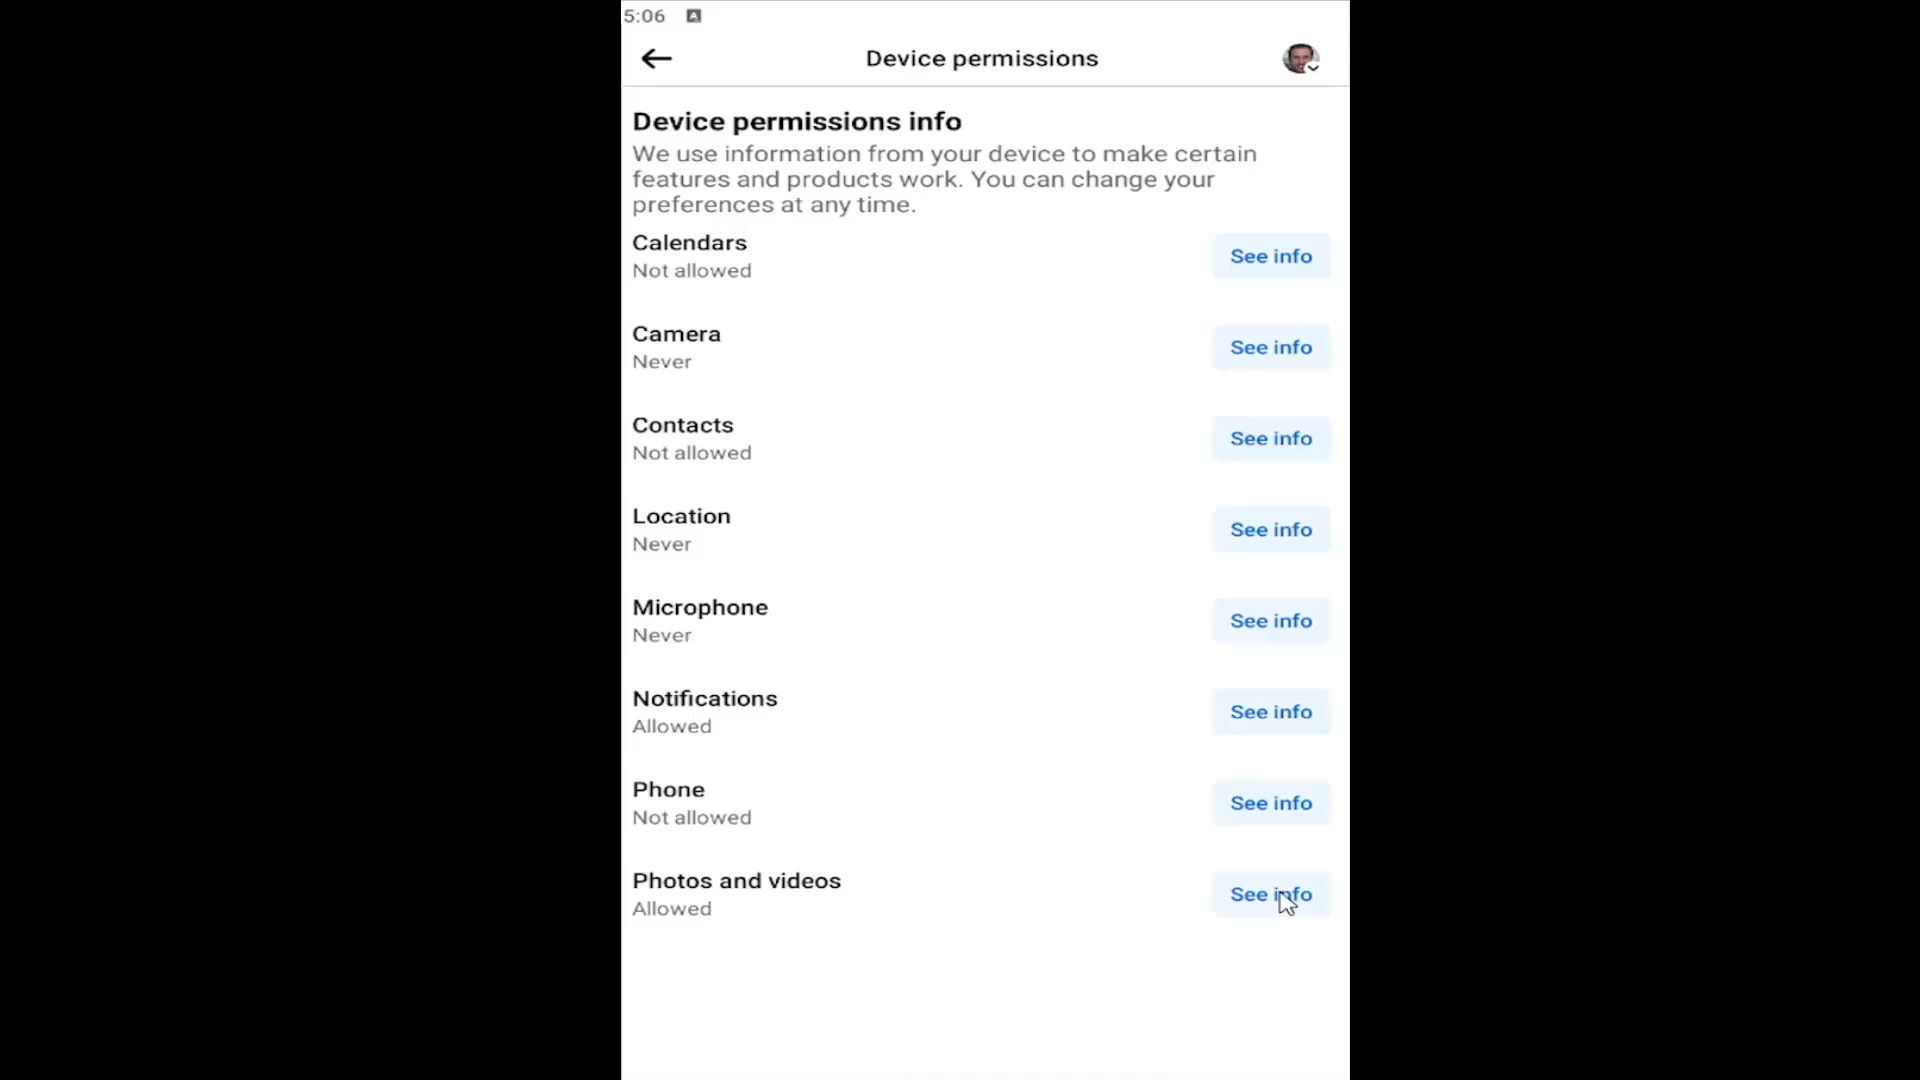 5:06 A
Device permissions
Device permissions info
We use information from your device to make certain
features and products work. You can change your
preferences at any time.
Calendars
Not allowed
See info
Camera
Never
See info
Contacts
Not allowed
See info
Location
Never
See info
Microphone
Never
See info
Notifications
Allowed
See info
Phone
Not allowed
See info
Photos and videos
Allowed
See info